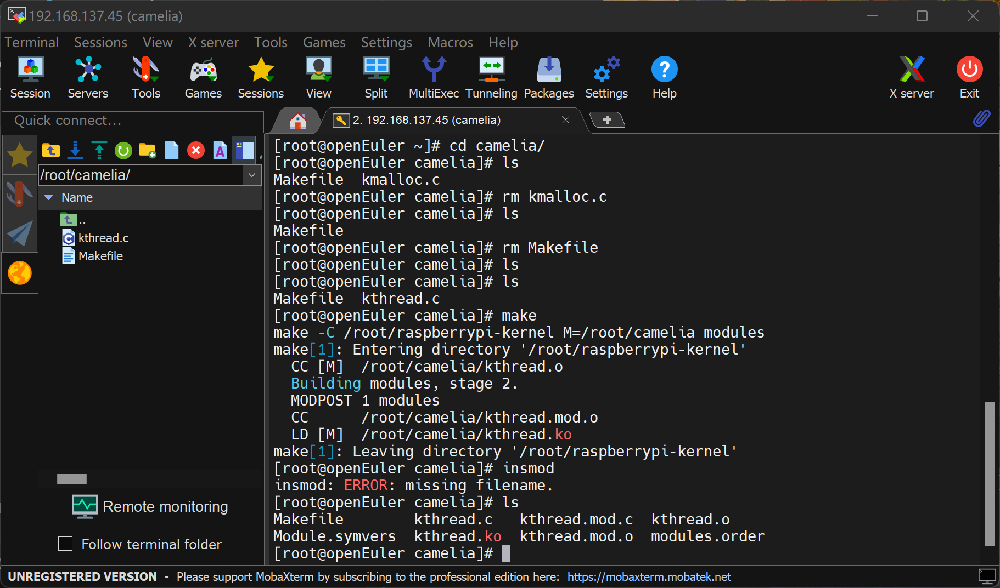 192.168.137.45 (camelia)
Terminal Sessions View X server Tools Games Settings Macros Help
Session Servers Tools Games Sessions View Split MultiExec Tunneling Packages Settings Help X server Exit
Quick connect...
2. 192.168.137.45 (camelia)
/root/camelia/
Name
..
kthread.c
Makefile
Remote monitoring
Follow terminal folder
[root@openEuler ~]# cd camelia/
[root@openEuler camelia]# ls
Makefile  kmalloc.c
[root@openEuler camelia]# rm kmalloc.c
[root@openEuler camelia]# ls
Makefile
[root@openEuler camelia]# rm Makefile
[root@openEuler camelia]# ls
[root@openEuler camelia]# ls
Makefile  kthread.c
[root@openEuler camelia]# make
make -C /root/raspberrypi-kernel M=/root/camelia modules
make[1]: Entering directory '/root/raspberrypi-kernel'
  CC [M]  /root/camelia/kthread.o
  Building modules, stage 2.
  MODPOST 1 modules
  CC      /root/camelia/kthread.mod.o
  LD [M]  /root/camelia/kthread.ko
make[1]: Leaving directory '/root/raspberrypi-kernel'
[root@openEuler camelia]# insmod
insmod: ERROR: missing filename.
[root@openEuler camelia]# ls
Makefile        kthread.c   kthread.mod.c  kthread.o
Module.symvers  kthread.ko  kthread.mod.o  modules.order
[root@openEuler camelia]#
UNREGISTERED VERSION - Please support MobaXterm by subscribing to the professional edition here: https://mobaxterm.mobatek.net